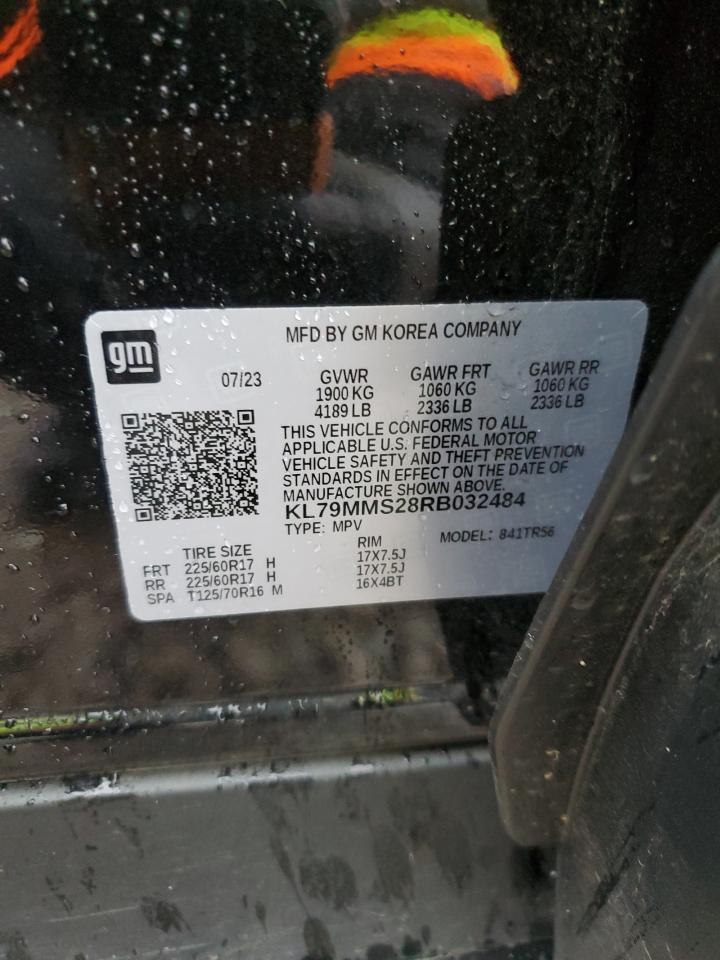 gm
MFD BY GM KOREA COMPANY
07/23
GVWR GAWR FRT GAWR RR
1900 KG 1060 KG 1060 KG
4189 LB 2336 LB 2336 LB
THIS VEHICLE CONFORMS TO ALL
APPLICABLE U.S. FEDERAL MOTOR
VEHICLE SAFETY AND THEFT PREVENTION
STANDARDS IN EFFECT ON THE DATE OF
MANUFACTURE SHOWN ABOVE.
KL79MMS28RB032484
TYPE: MPV MODEL: 841TR56
TIRE SIZE RIM
FRT 225/60R17 H 17X7.5J
RR 225/60R17 H 17X7.5J
SPA T125/70R16 M 16X4BT